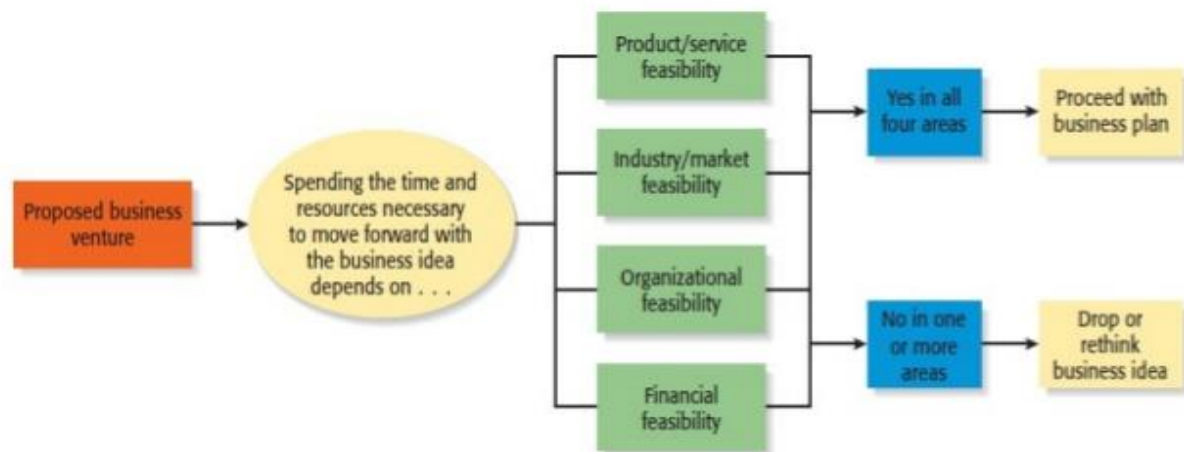 Proposed business
venture
Spending the time and
resources necessary
to move forward with
the business idea
depends on . . .
Product/service
feasibility
Industry/market
feasibility
Organizational
feasibility
Financial
feasibility
Yes in all
four areas
Proceed with
business plan
No in one
or more
areas
Drop or
rethink
business idea